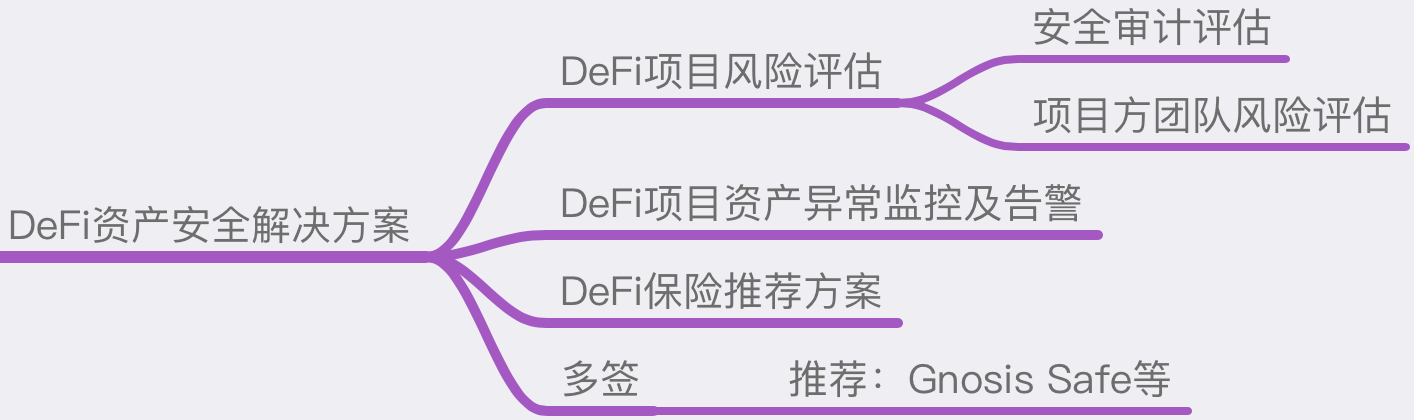 DeFi资产安全解决方案
DeFi项目风险评估
安全审计评估
项目方团队风险评估
DeFi项目资产异常监控及告警
DeFi保险推荐方案
多签
推荐：Gnosis Safe等